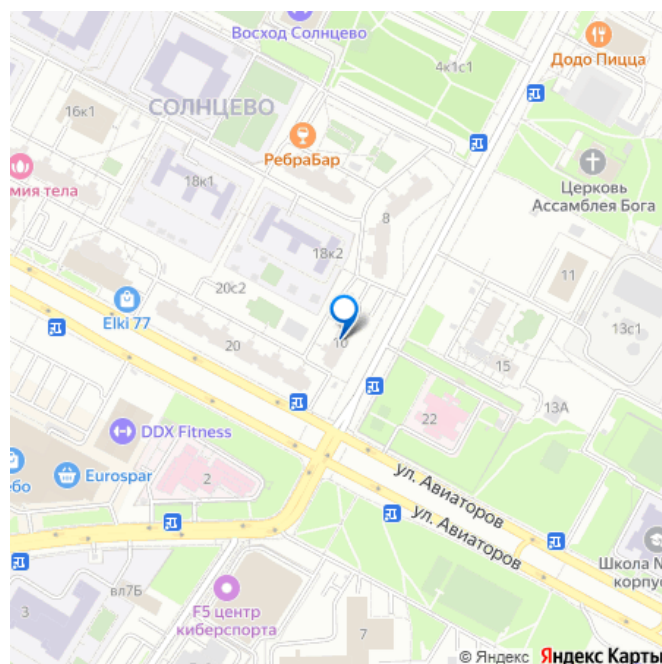 Восход Солнцево
Додо Пицца
4к1с1
16к1
СОЛНЦЕВО
РебраБар
мия тела
18к1
Церковь
Ассамблея Бога
8
18к2
11
20с2
Elki 77
10
13с1
20
15
13А
22
DDX Fitness
2
Eurospar
бо
ул. Авиаторов
ул. Авиаторов
Школа N
корпус
вл7Б
3
F5 центр
киберспорта
7
© Яндекс Яндекс Карты